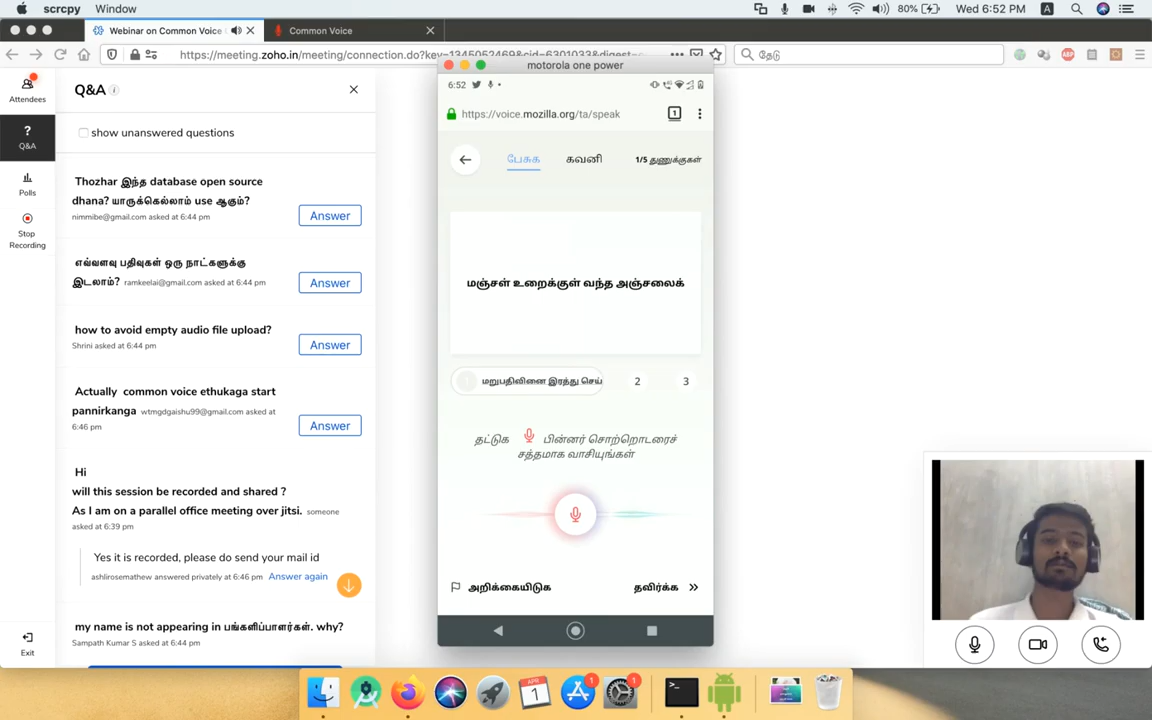 scrcpy Window
80%
Wed 6:52 PM
A
Webinar on Common Voice
Common Voice
https://meeting.zoho.in/meeting/connection.do?key=1345052469&cid=6301033&digest=
தேடு
Attendees
?
Q&A
Polls
Stop
Recording
Exit
Q&A
show unanswered questions
Thozhar இந்த database open source
dhana? யாருக்கெல்லாம் use ஆகும்?
nimmibe@gmail.com asked at 6:44 pm
Answer
எவ்வளவு பதிவுகள் ஒரு நாட்களுக்கு
இடலாம்? ramkeelai@gmail.com asked at 6:44 pm
Answer
how to avoid empty audio file upload?
Shrini asked at 6:44 pm
Answer
Actually common voice ethukaga start
pannirkanga wtmgdgaishu99@gmail.com asked at
6:46 pm
Answer
Hi
will this session be recorded and shared ?
As I am on a parallel office meeting over jitsi. someone
asked at 6:39 pm
Yes it is recorded, please do send your mail id
ashlirosemathew answered privately at 6:46 pm Answer again
my name is not appearing in பங்களிப்பாளர்கள். why?
Sampath Kumar S asked at 6:44 pm
motorola one power
6:52
https://voice.mozilla.org/ta/speak
1
பேசுக கவனி 1/5 துணுக்குகள்
மஞ்சள் உறைக்குள் வந்த அஞ்சலைக்
மறுபதிவினை இரத்து செய் 2 3
தட்டுக பின்னர் சொற்றொடரைச்
சத்தமாக வாசியுங்கள்
அறிக்கையிடுக தவிர்க்க
APR
1
1
1